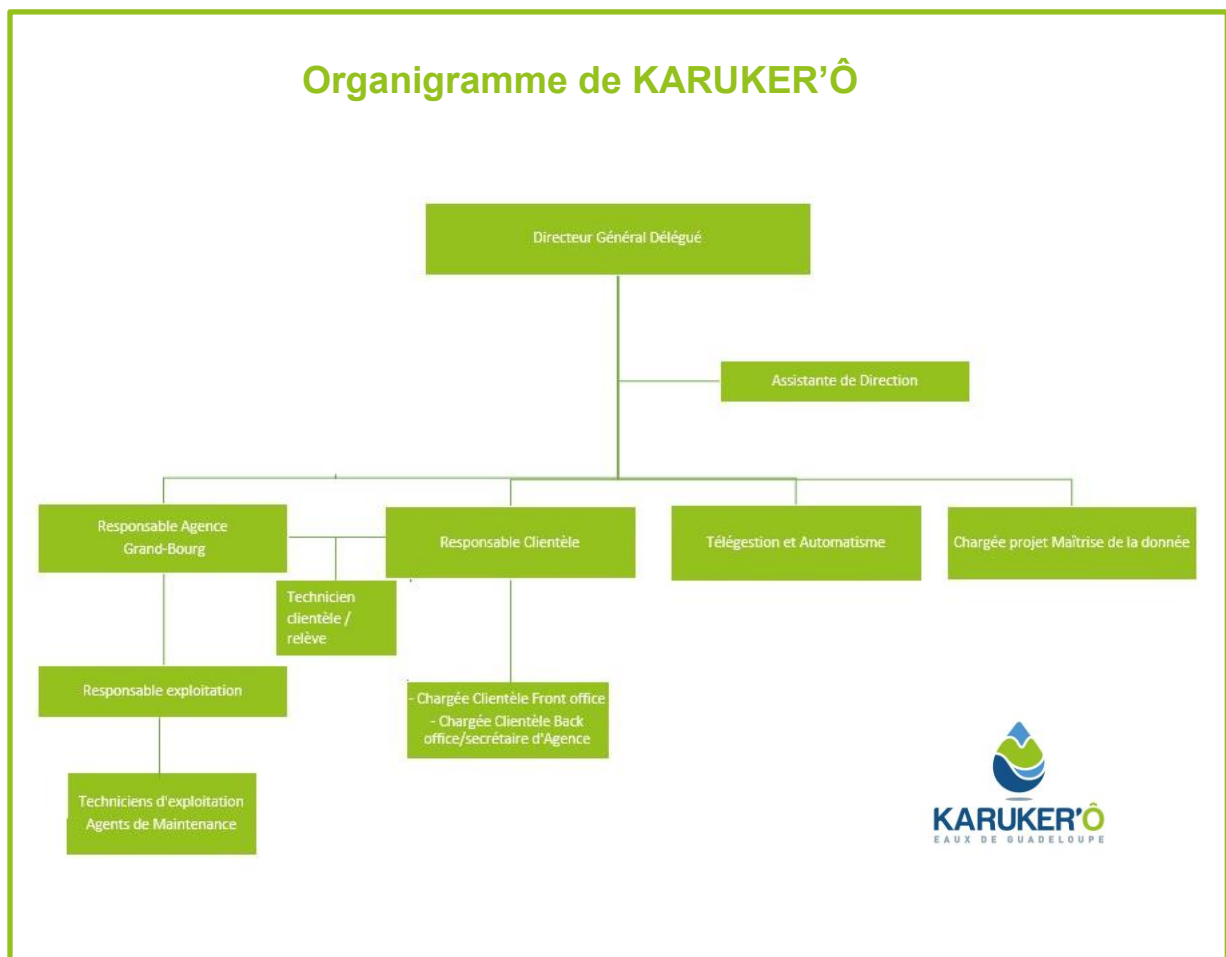 Organigramme de KARUKER'Ô
Directeur Général Délégué
Assistante de Direction
Responsable Agence
Grand-Bourg
Responsable Clientèle
Télégestion et Automatisme
Chargée projet Maîtrise de la donnée
Technicien
clientèle /
relève
Responsable exploitation
- Chargée Clientèle Front office
- Chargée Clientèle Back
office/secrétaire d'Agence
Techniciens d'exploitation
Agents de Maintenance
KARUKER'Ô
EAUX DE GUADELOUPE